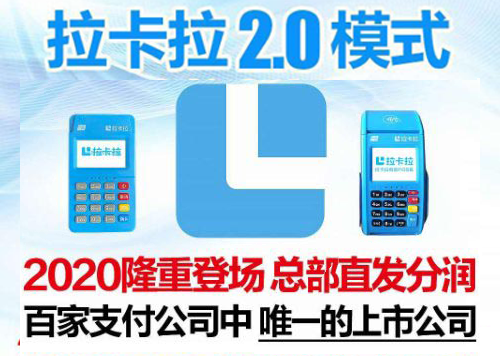 拉卡拉 2.0 模式
拉卡拉
拉卡拉
2020隆重登场 总部直发分润
百家支付公司中 唯一的上市公司